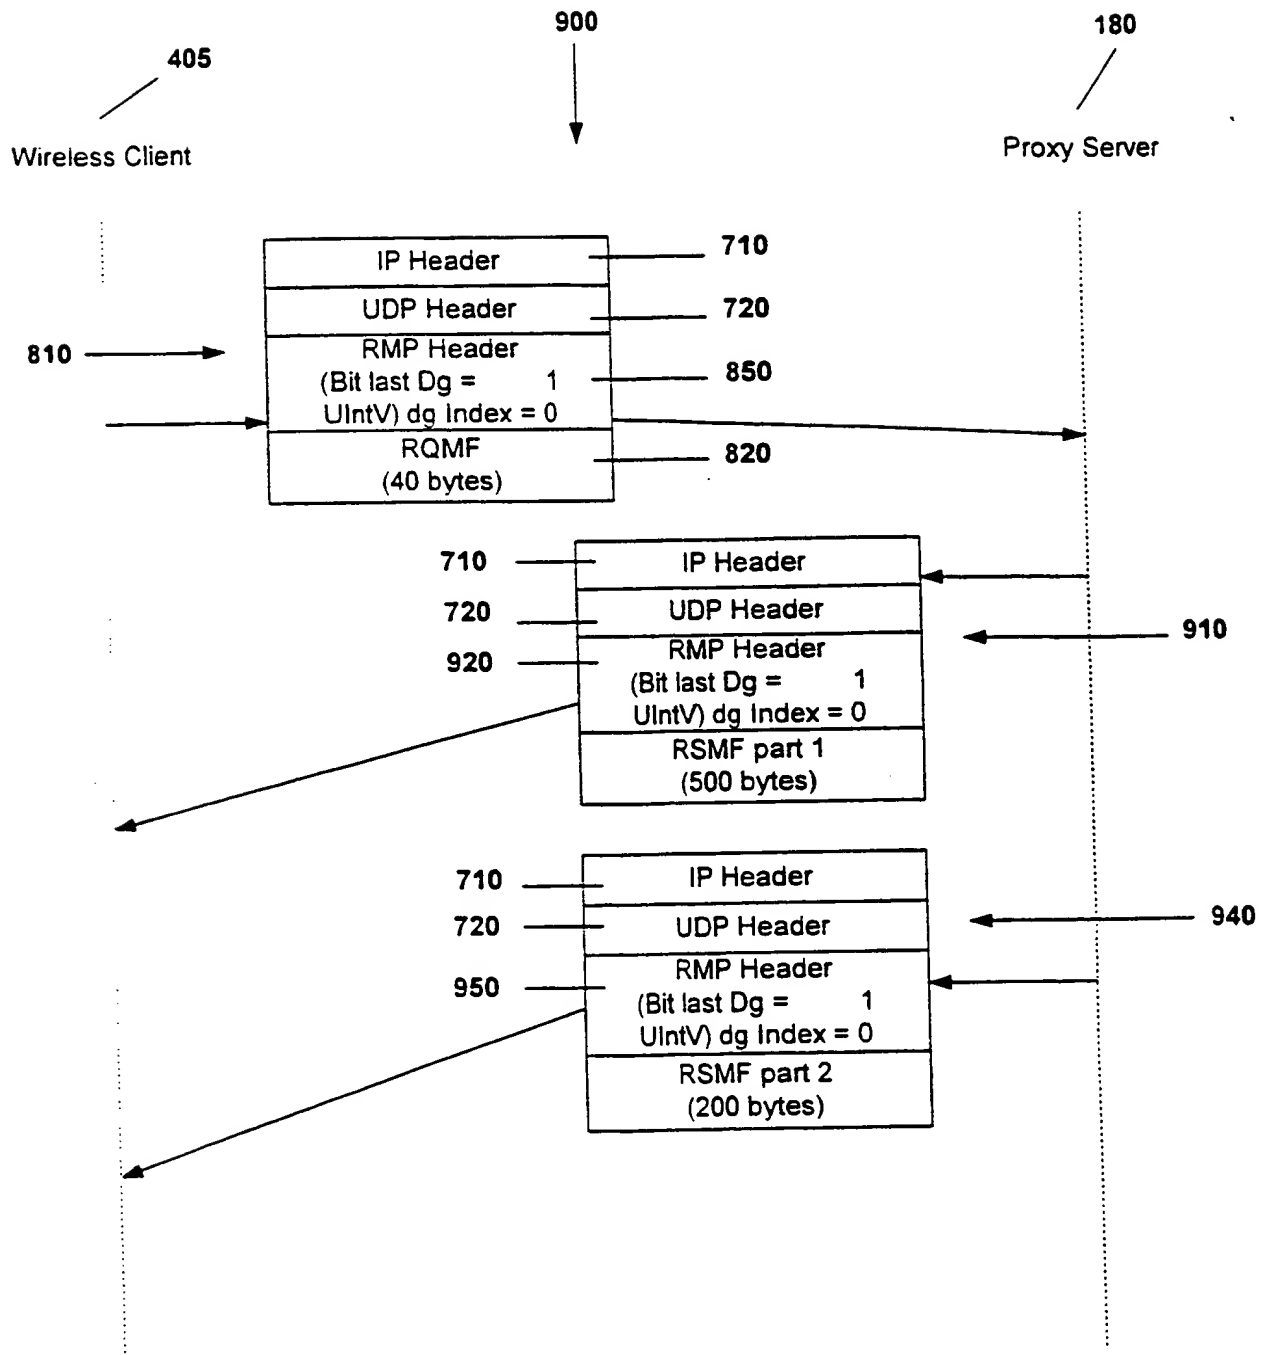 900
180
405
Wireless Client
Proxy Server
IP Header
710
UDP Header
720
810
RMP Header
(Bit last Dg = 1
850
UIntV) dg Index = 0
RQMF
820
(40 bytes)
710
IP Header
720
UDP Header
910
920
RMP Header
(Bit last Dg = 1
UIntV) dg Index = 0
RSMF part 1
(500 bytes)
710
IP Header
720
UDP Header
940
950
RMP Header
(Bit last Dg = 1
UIntV) dg Index = 0
RSMF part 2
(200 bytes)